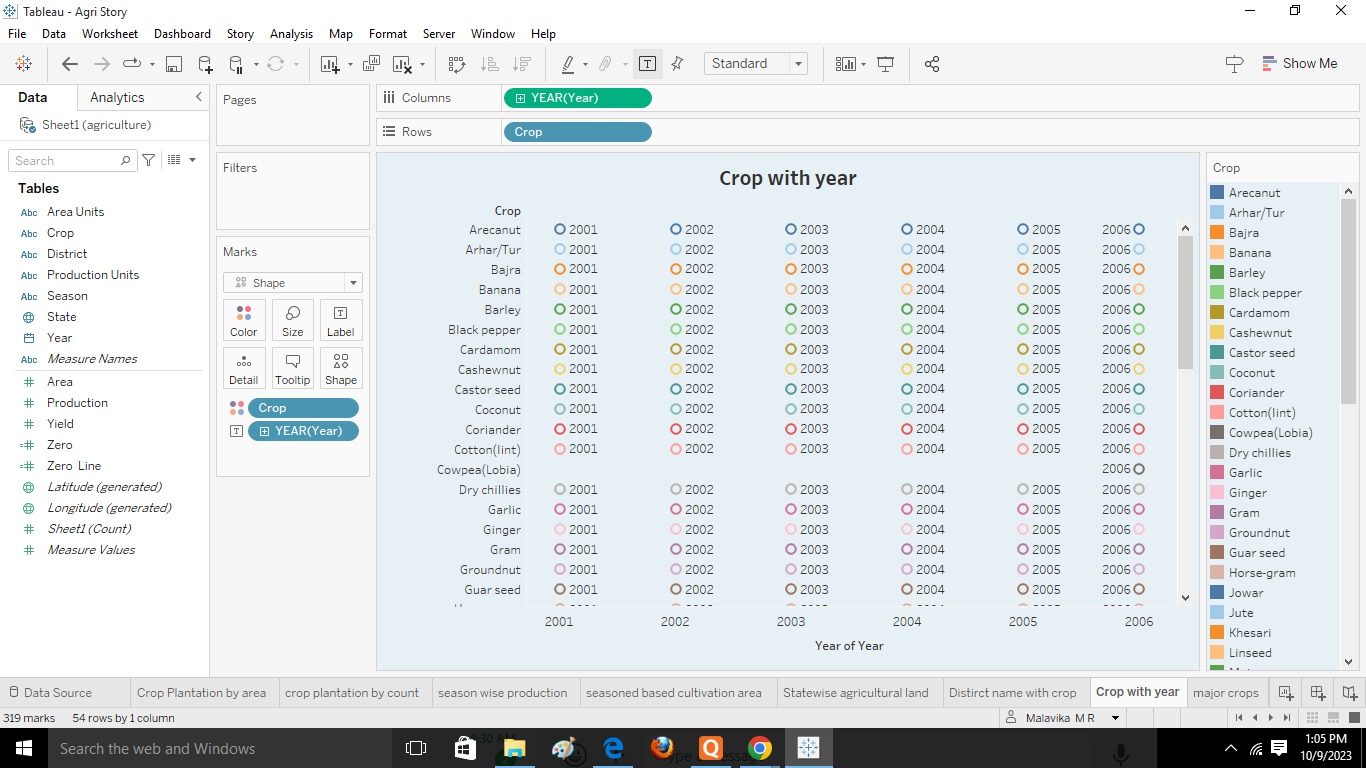 Tableau - Agri Story
File Data Worksheet Dashboard Story Analysis Map Format Server Window Help
Standard Show Me
Data Analytics
Sheet1 (agriculture)
Search
Tables
Abc Area Units
Abc Crop
Abc District
Abc Production Units
Abc Season
State
Year
Abc Measure Names
Area
Production
Yield
Zero
Zero Line
Latitude (generated)
Longitude (generated)
Sheet1 (Count)
Measure Values
Pages
Filters
Marks
Shape
Color Size Label
Detail Tooltip Shape
Crop
YEAR(Year)
Columns YEAR(Year)
Rows Crop
Crop with year
Crop
Arecanut 2001 2002 2003 2004 2005 2006
Arhar/Tur 2001 2002 2003 2004 2005 2006
Bajra 2001 2002 2003 2004 2005 2006
Banana 2001 2002 2003 2004 2005 2006
Barley 2001 2002 2003 2004 2005 2006
Black pepper 2001 2002 2003 2004 2005 2006
Cardamom 2001 2002 2003 2004 2005 2006
Cashewnut 2001 2002 2003 2004 2005 2006
Castor seed 2001 2002 2003 2004 2005 2006
Coconut 2001 2002 2003 2004 2005 2006
Coriander 2001 2002 2003 2004 2005 2006
Cotton(lint) 2001 2002 2003 2004 2005 2006
Cowpea(Lobia) 2006
Dry chillies 2001 2002 2003 2004 2005 2006
Garlic 2001 2002 2003 2004 2005 2006
Ginger 2001 2002 2003 2004 2005 2006
Gram 2001 2002 2003 2004 2005 2006
Groundnut 2001 2002 2003 2004 2005 2006
Guar seed 2001 2002 2003 2004 2005 2006
2001 2002 2003 2004 2005 2006
Year of Year
Crop
Arecanut
Arhar/Tur
Bajra
Banana
Barley
Black pepper
Cardamom
Cashewnut
Castor seed
Coconut
Coriander
Cotton(lint)
Cowpea(Lobia)
Dry chillies
Garlic
Ginger
Gram
Groundnut
Guar seed
Horse-gram
Jowar
Jute
Khesari
Linseed
Data Source Crop Plantation by area crop plantation by count season wise production seasoned based cultivation area Statewise agricultural land Distirct name with crop Crop with year major crops
319 marks 54 rows by 1 column Malavika M R
Search the web and Windows
1:05 PM
10/9/2023